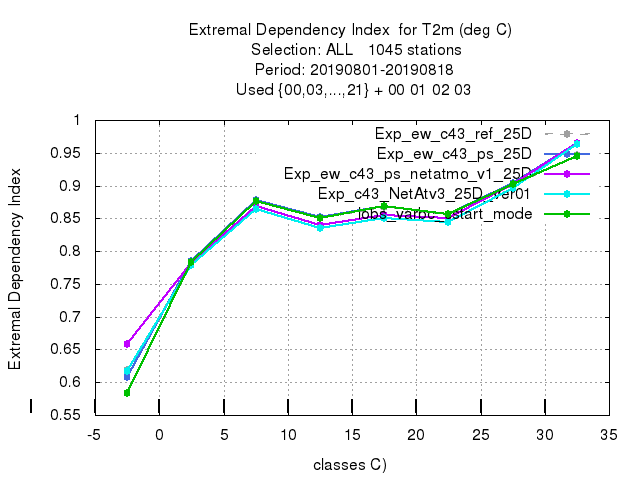 Extremal Dependency Index for T2m (deg C)
Selection: ALL 1045 stations
Period: 20190801-20190818
Used {00,03,...,21} + 00 01 02 03
Extremal Dependency Index
1
0.95
0.9
0.85
0.8
0.75
0.7
0.65
0.6
0.55
Exp_ew_c43_ref_25D
Exp_ew_c43_ps_25D
Exp_ew_c43_ps_netatmo_v1_25D
Exp_c43_NetAtv3_25D_ver01
start_mode
-5 0 5 10 15 20 25 30 35
classes C)